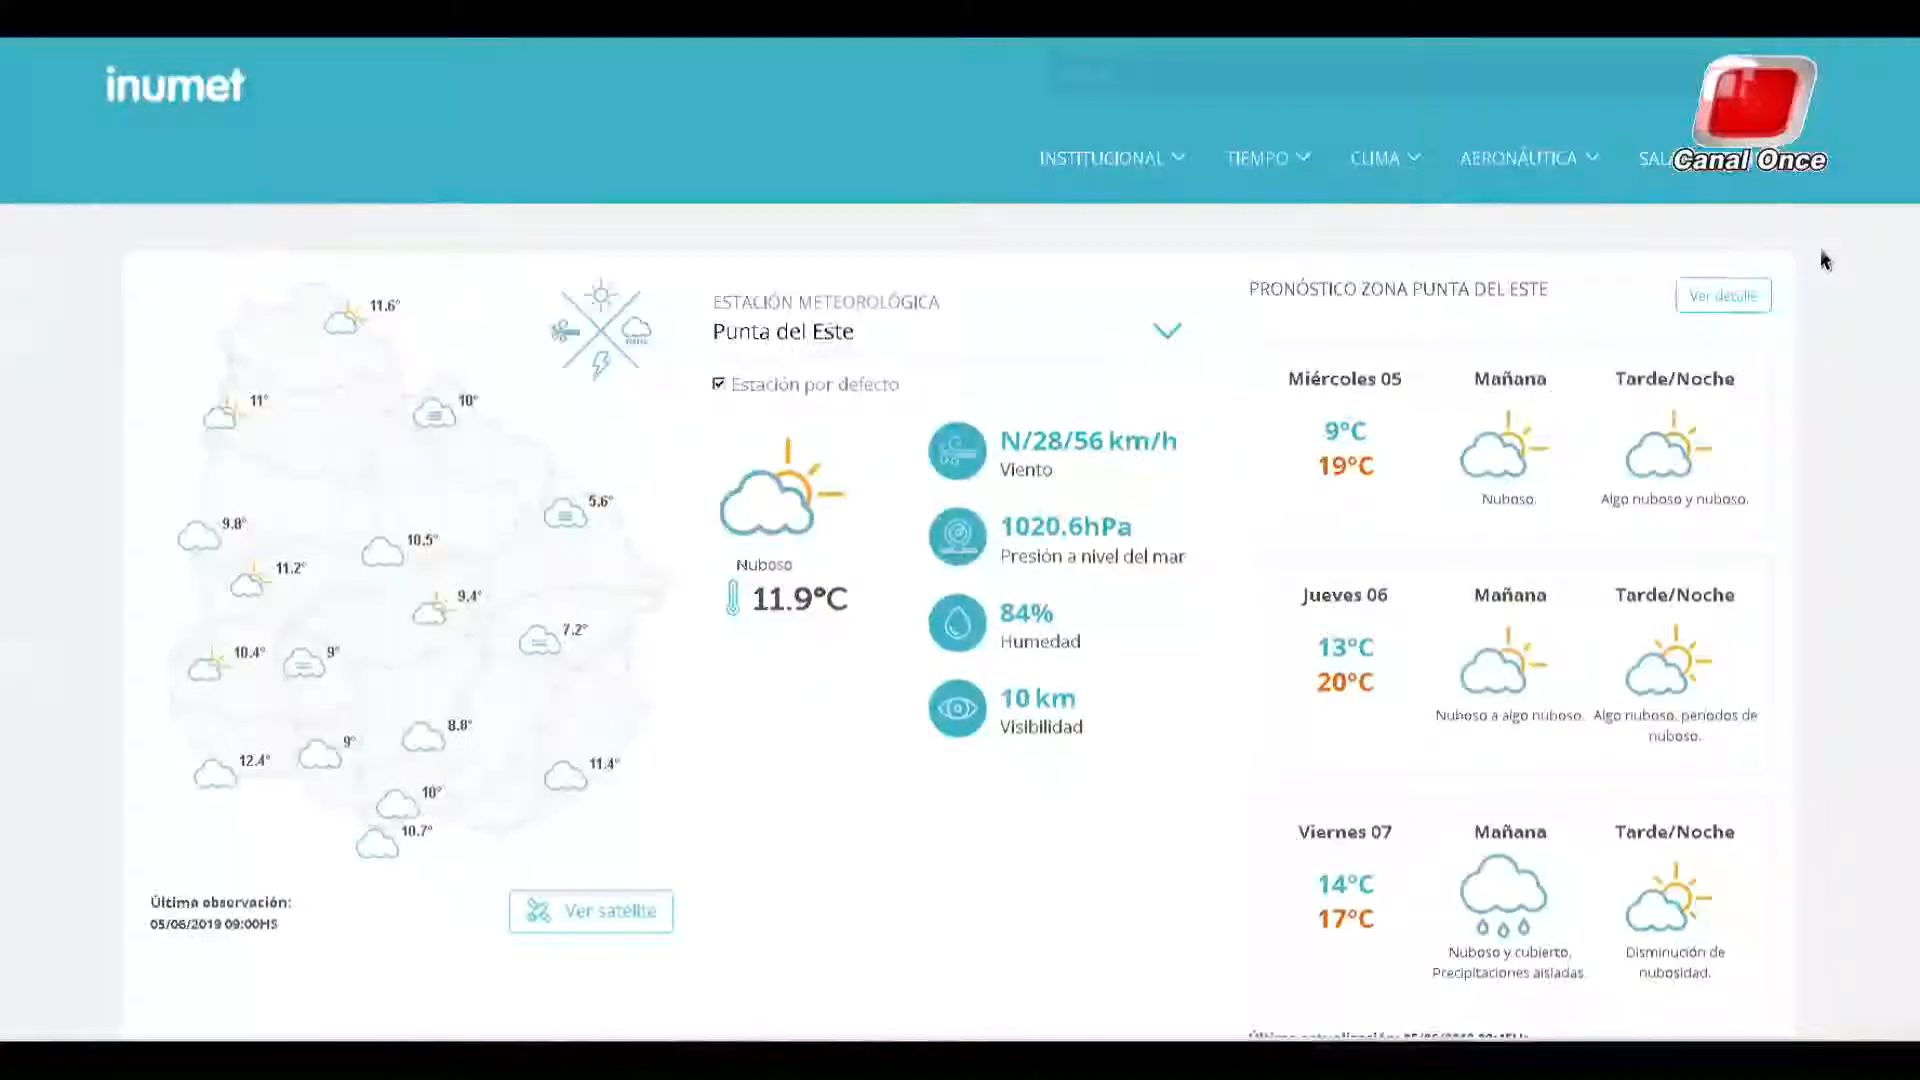 inumet
INSTITUCIONAL
TIEMPO
CLIMA
AERONÁUTICA
Canal Once
11.6°
11°
10°
5.6°
9.8°
10.5°
11.2°
9.4°
7.2°
10.4°
9°
8.8°
9°
12.4°
11.4°
10°
10.7°
Última observación:
05/06/2019 09:00HS
Ver satélite
ESTACIÓN METEOROLÓGICA
Punta del Este
Estación por defecto
Nuboso
11.9°C
N/28/56 km/h
Viento
1020.6hPa
Presión a nivel del mar
84%
Humedad
10 km
Visibilidad
PRONÓSTICO ZONA PUNTA DEL ESTE
Ver detalle
Miércoles 05
Mañana
Tarde/Noche
9°C
19°C
Nuboso.
Algo nuboso y nuboso.
Jueves 06
Mañana
Tarde/Noche
13°C
20°C
Nuboso a algo nuboso.
Algo nuboso, periodos de
nuboso.
Viernes 07
Mañana
Tarde/Noche
14°C
17°C
Nuboso y cubierto,
Precipitaciones aisladas.
Disminución de
nubosidad.